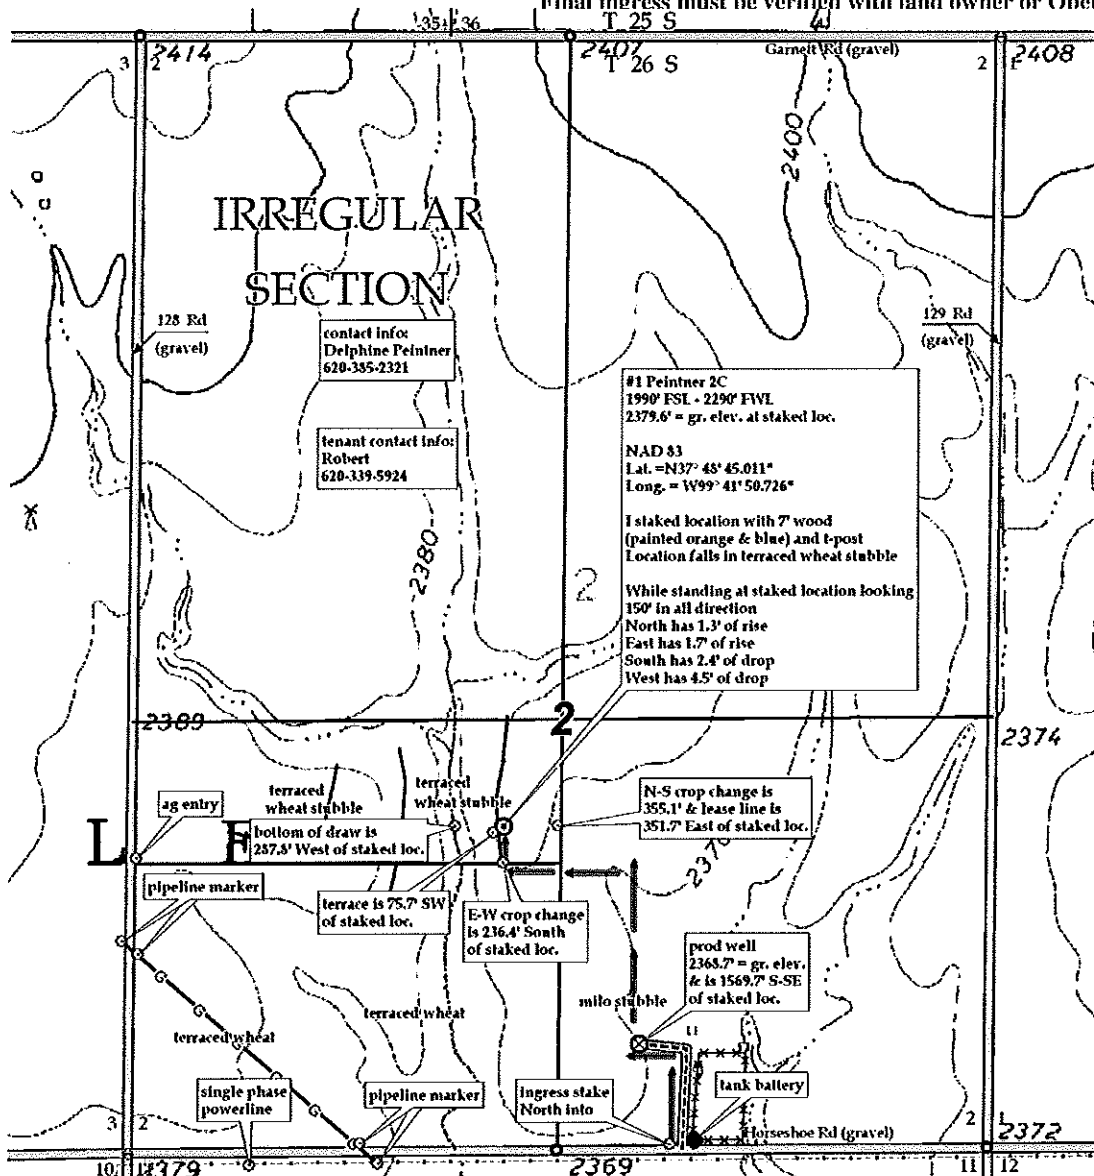 Final ingress must be verified with land owner or
35 36
T 25 S
T 26 S
3 2
2414
2407
Garnett Rd (gravel)
2 1
2408
2400
IRREGULAR
SECTION
128 Rd
(gravel)
129 Rd
(gravel)
contact info:
Delphine Peintner
620-385-2321
tenant contact info:
Robert
620-339-5924
#1 Peintner 2C
1990' FSL - 2290' FWL
2379.6' = gr. elev. at staked loc.
NAD 83
Lat. =N37° 48' 45.011"
Long. = W99° 41' 50.726"
I staked location with 7' wood
(painted orange & blue) and t-post
Location falls in terraced wheat stubble
While standing at staked location looking
150' in all direction
North has 1.3' of rise
East has 1.7' of rise
South has 2.4' of drop
West has 4.5' of drop
2380
2
2389
2
2374
ag entry
terraced
wheat stubble
terraced
wheat stubble
N-S crop change is
355.1' & lease line is
351.7' East of staked loc.
L F
bottom of draw is
287.8' West of staked loc.
2370
pipeline marker
terrace is 75.7' SW
of staked loc.
E-W crop change
is 236.4' South
of staked loc.
prod well
2368.7' = gr. elev.
& is 1569.7' S-SE
of staked loc.
milo stubble
terraced wheat
terraced wheat
single phase
powerline
pipeline marker
ingress stake
North into
tank battery
Horseshoe Rd (gravel)
3 2
2 1
2372
10 11
2379
2369
11 12